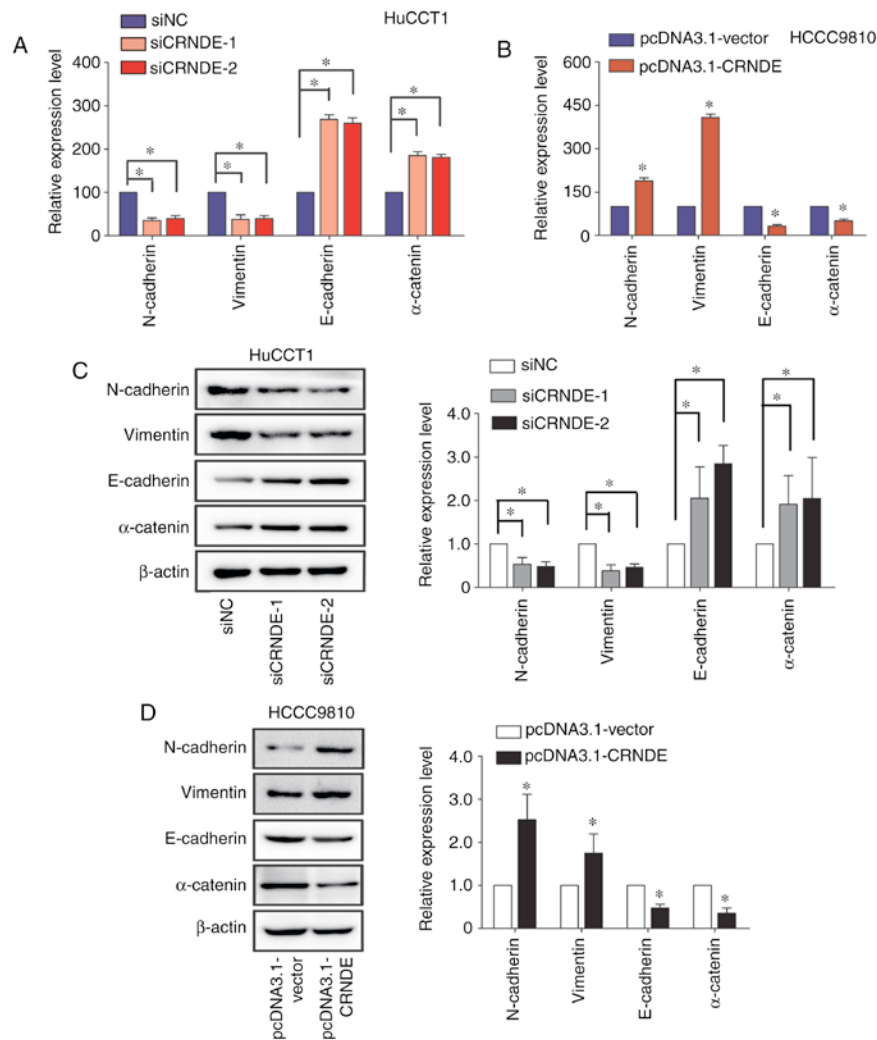 A
siNC
siCRNDE-1
siCRNDE-2
HuCCT1
Relative expression level
400
300
200
100
0
* * * * * * * *
N-cadherin
Vimentin
E-cadherin
α-catenin
B
pcDNA3.1-vector
pcDNA3.1-CRNDE
HCCC9810
Relative expression level
600
450
300
150
0
* * * *
N-cadherin
Vimentin
E-cadherin
α-catenin
C
HuCCT1
N-cadherin
Vimentin
E-cadherin
α-catenin
β-actin
siNC
siCRNDE-1
siCRNDE-2
siNC
siCRNDE-1
siCRNDE-2
Relative expression level
4.0
3.0
2.0
1.0
0
* * * * * * * *
N-cadherin
Vimentin
E-cadherin
α-catenin
D
HCCC9810
N-cadherin
Vimentin
E-cadherin
α-catenin
β-actin
pcDNA3.1-
vector
pcDNA3.1-
CRNDE
pcDNA3.1-vector
pcDNA3.1-CRNDE
Relative expression level
4.0
3.0
2.0
1.0
0
* * * *
N-cadherin
Vimentin
E-cadherin
α-catenin